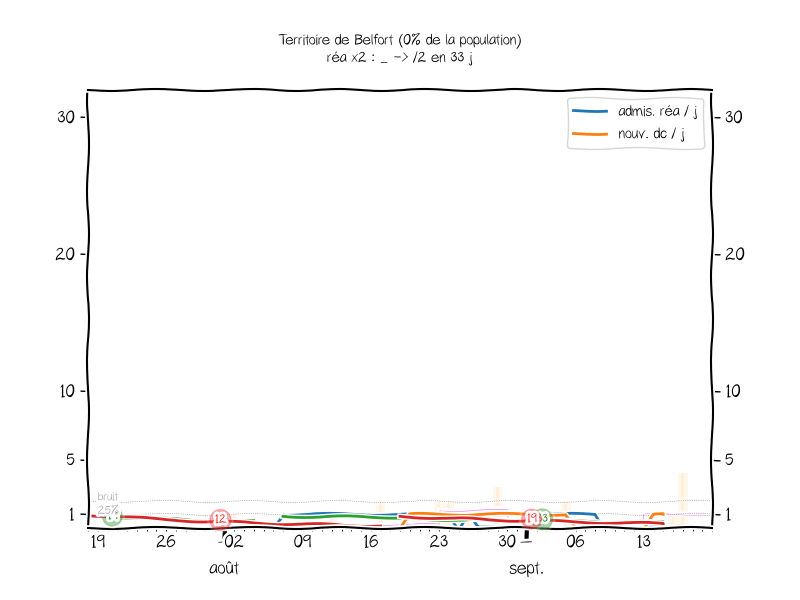 Territoire de Belfort (0% de la population)
réa x2 : _ -> /2 en 33 j
admis. réa / j
nouv. dc / j
30 30
20 20
10 10
5 5
bruit
25%
12 19
1 1
19 26 02 09 16 23 30 06 13
août sept.